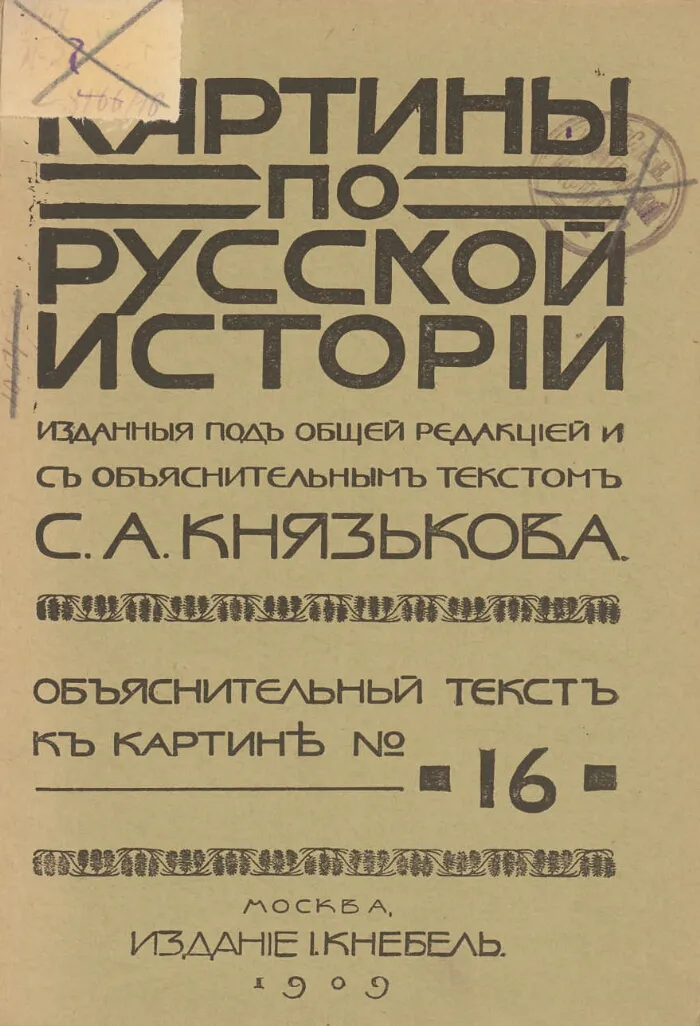 КАРТИНЫ
ПО
РУССКОЙ
ИСТОРІИ
ИЗДАННЫЯ ПОДЪ ОБЩЕЙ РЕДАКЦІЕЙ И
СЪ ОБЪЯСНИТЕЛЬНЫМЪ ТЕКСТОМЪ
С. А. КНЯЗЬКОВА.
ОБЪЯСНИТЕЛЬНЫЙ ТЕКСТЪ
КЪ КАРТИНѢ №
16
МОСКВА,
ИЗДАНІЕ І. КНЕБЕЛЬ.
1909